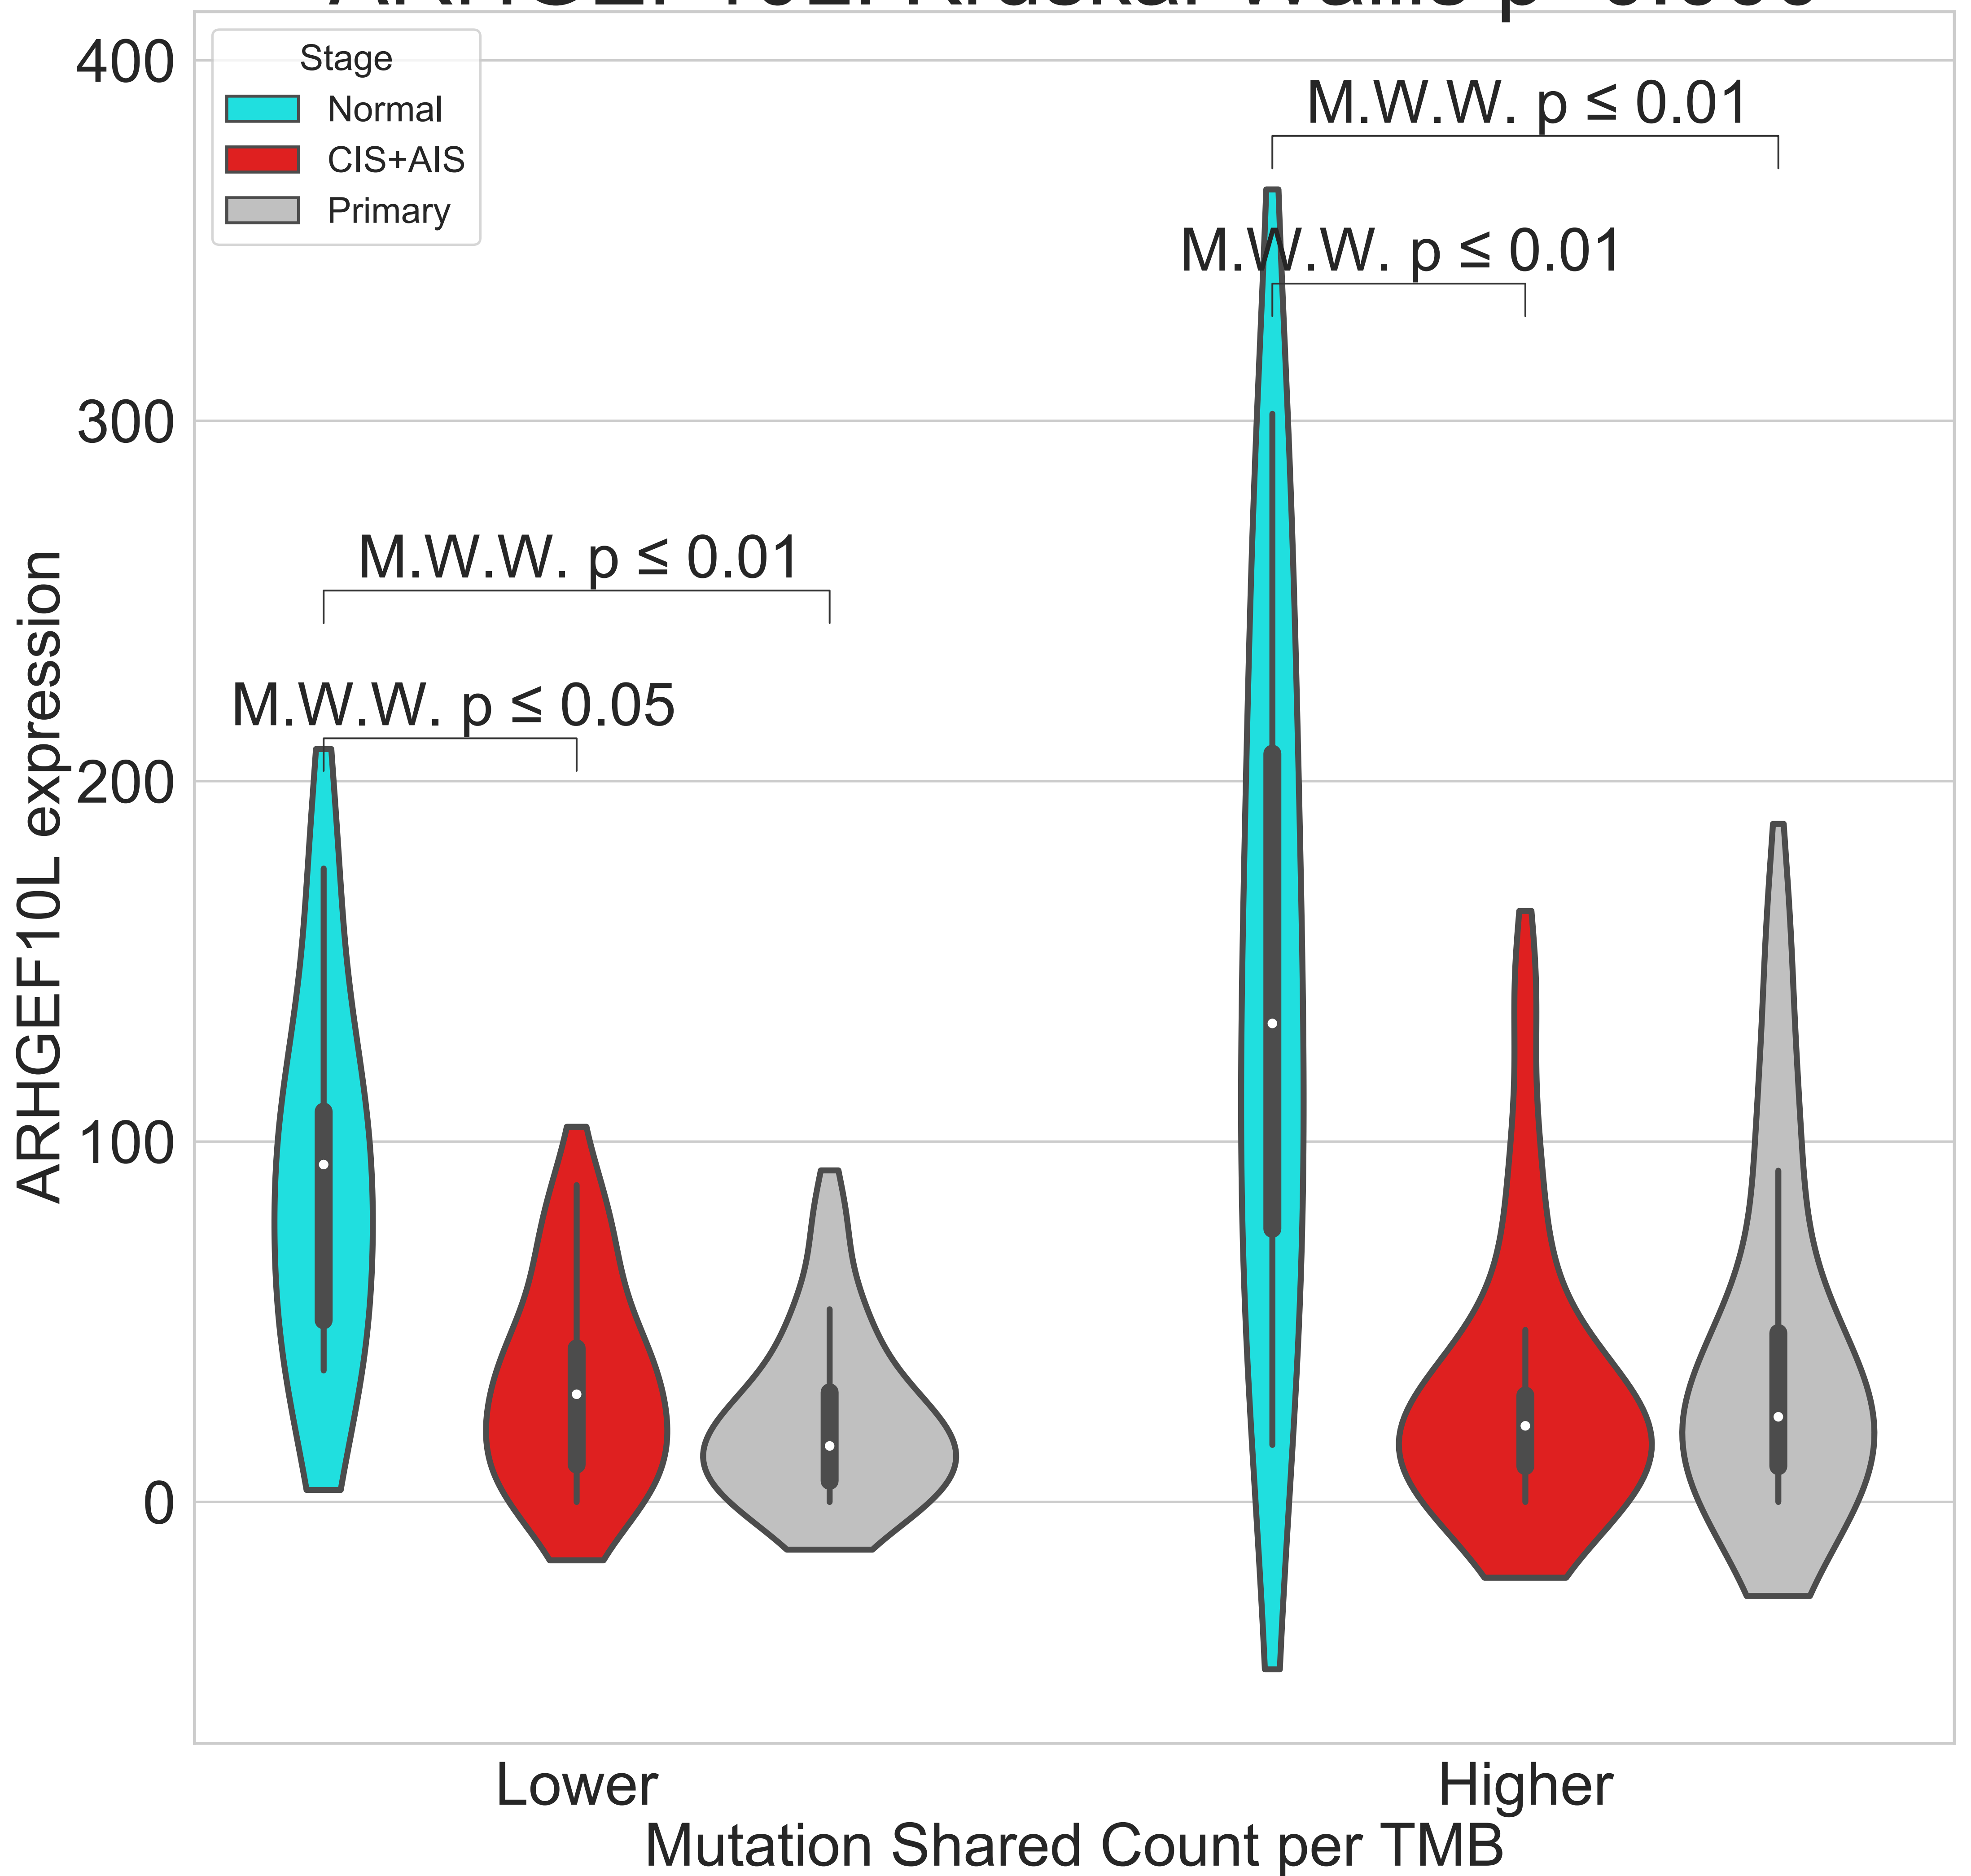 400
Stage
Normal
CIS+AIS
Primary
M.W.W. p ≤ 0.01
M.W.W. p ≤ 0.01
300
M.W.W. p ≤ 0.01
M.W.W. p ≤ 0.05
200
100
0
ARHGEF10L expression
Lower
Higher
Mutation Shared Count per TMB